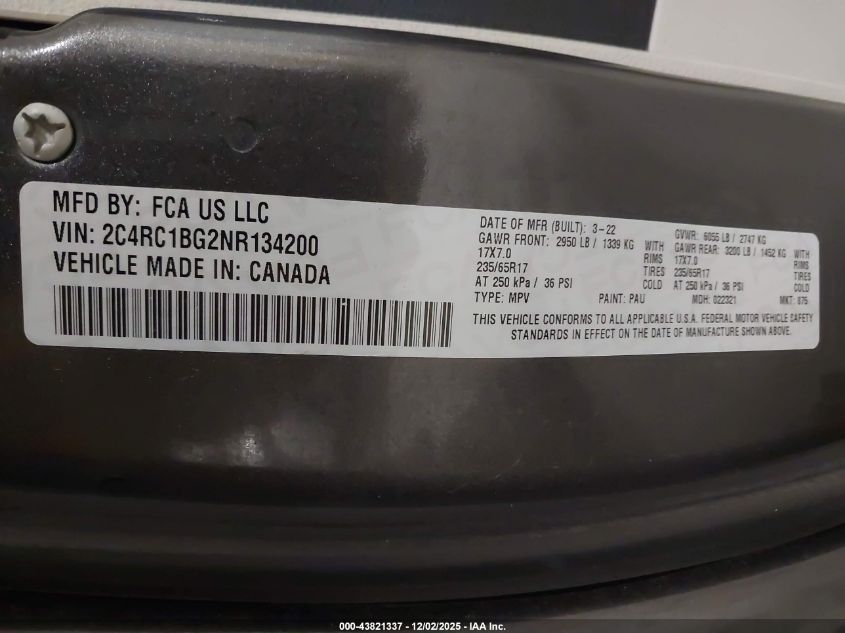 MFD BY: FCA US LLC
VIN: 2C4RC1BG2NR134200
VEHICLE MADE IN: CANADA
DATE OF MFR (BUILT): 3-22 GVWR: 6055 LB / 2747 KG
GAWR FRONT: 2950 LB / 1339 KG WITH GAWR REAR: 3200 LB / 1452 KG WITH
17X7.0 RIMS 17X7.0 RIMS
235/65R17 TIRES 235/65R17 TIRES
AT 250 kPa / 36 PSI COLD AT 250 kPa / 36 PSI COLD
TYPE: MPV PAINT: PAU MDH: 022321 MKT: 875
THIS VEHICLE CONFORMS TO ALL APPLICABLE U.S.A. FEDERAL MOTOR VEHICLE SAFETY
STANDARDS IN EFFECT ON THE DATE OF MANUFACTURE SHOWN ABOVE.
000-43821337 - 12/02/2025 - IAA Inc.